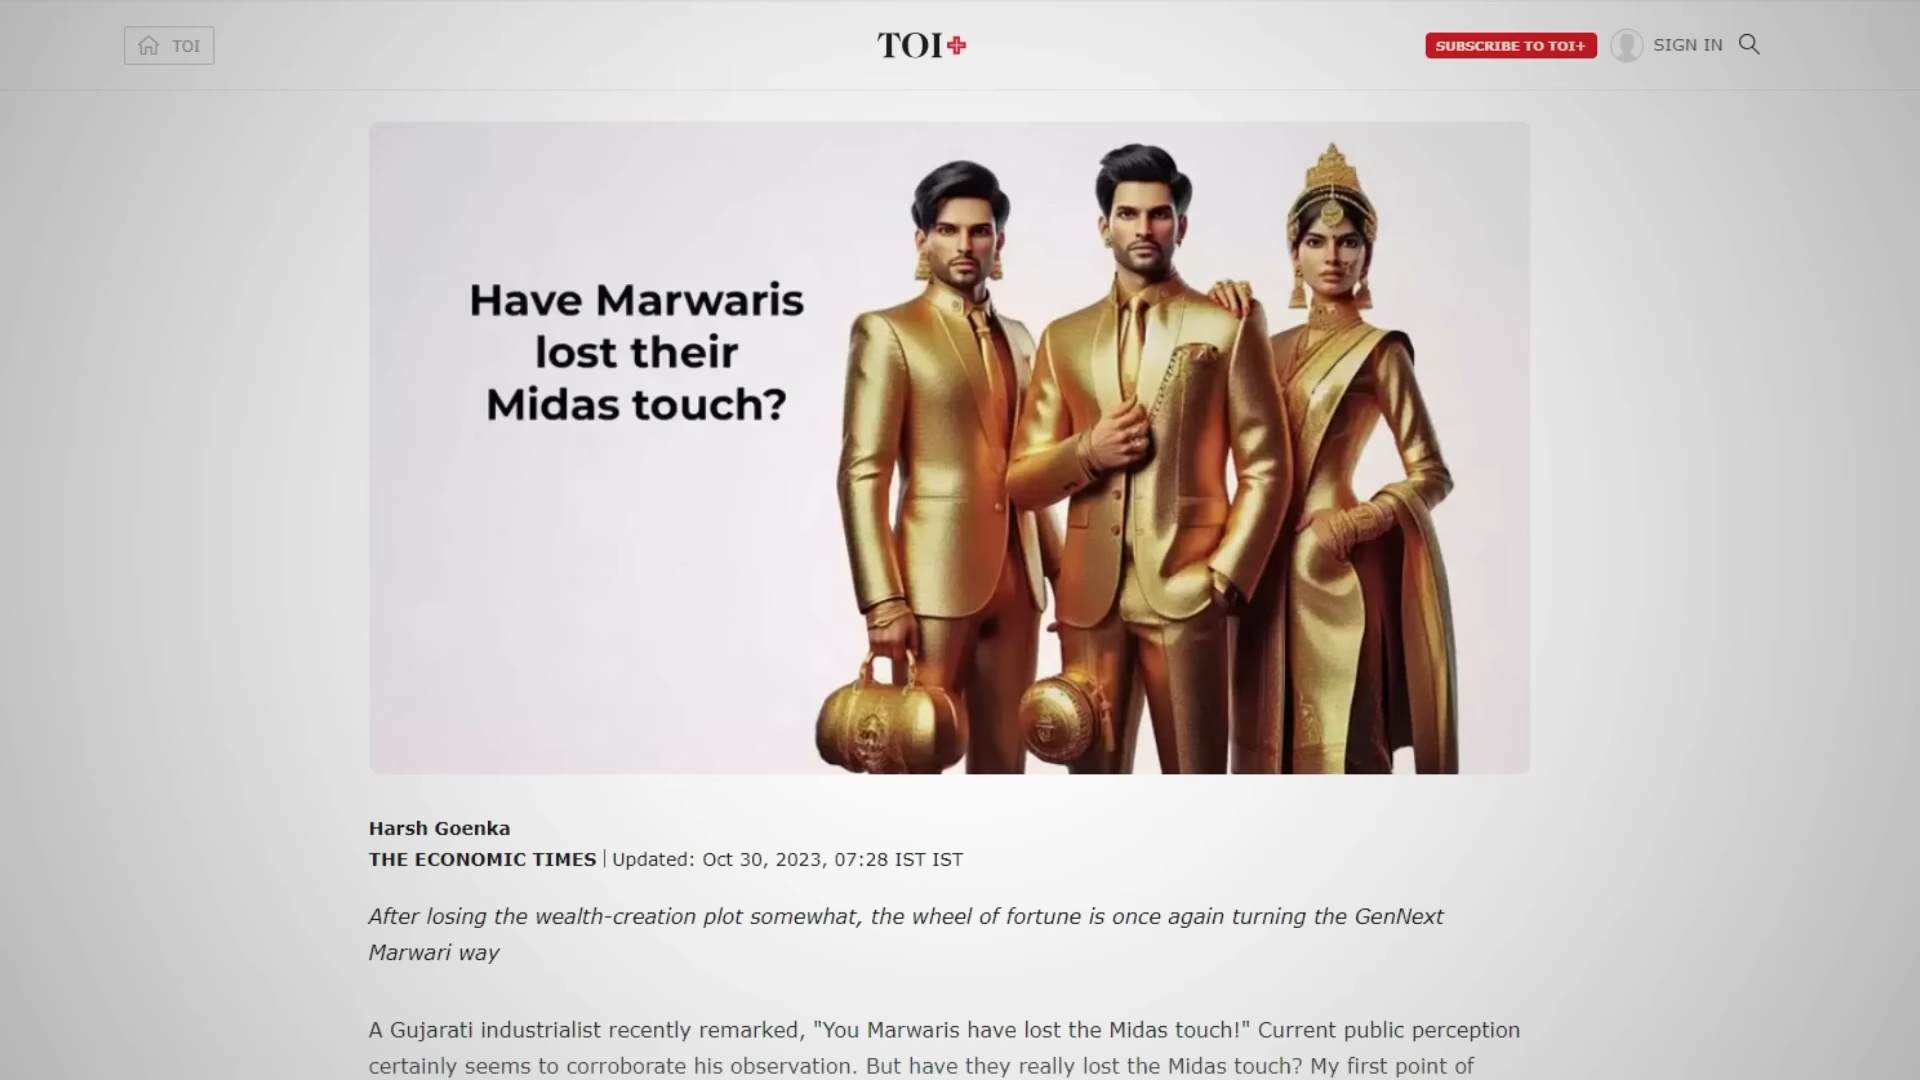 TOI
TOI+
SUBSCRIBE TO TOI+
SIGN IN
Have Marwaris
lost their
Midas touch?
Harsh Goenka
THE ECONOMIC TIMES | Updated: Oct 30, 2023, 07:28 IST IST
After losing the wealth-creation plot somewhat, the wheel of fortune is once again turning the GenNext
Marwari way
A Gujarati industrialist recently remarked, "You Marwaris have lost the Midas touch!" Current public perception
certainly seems to corroborate his observation. But have they really lost the Midas touch? My first point of